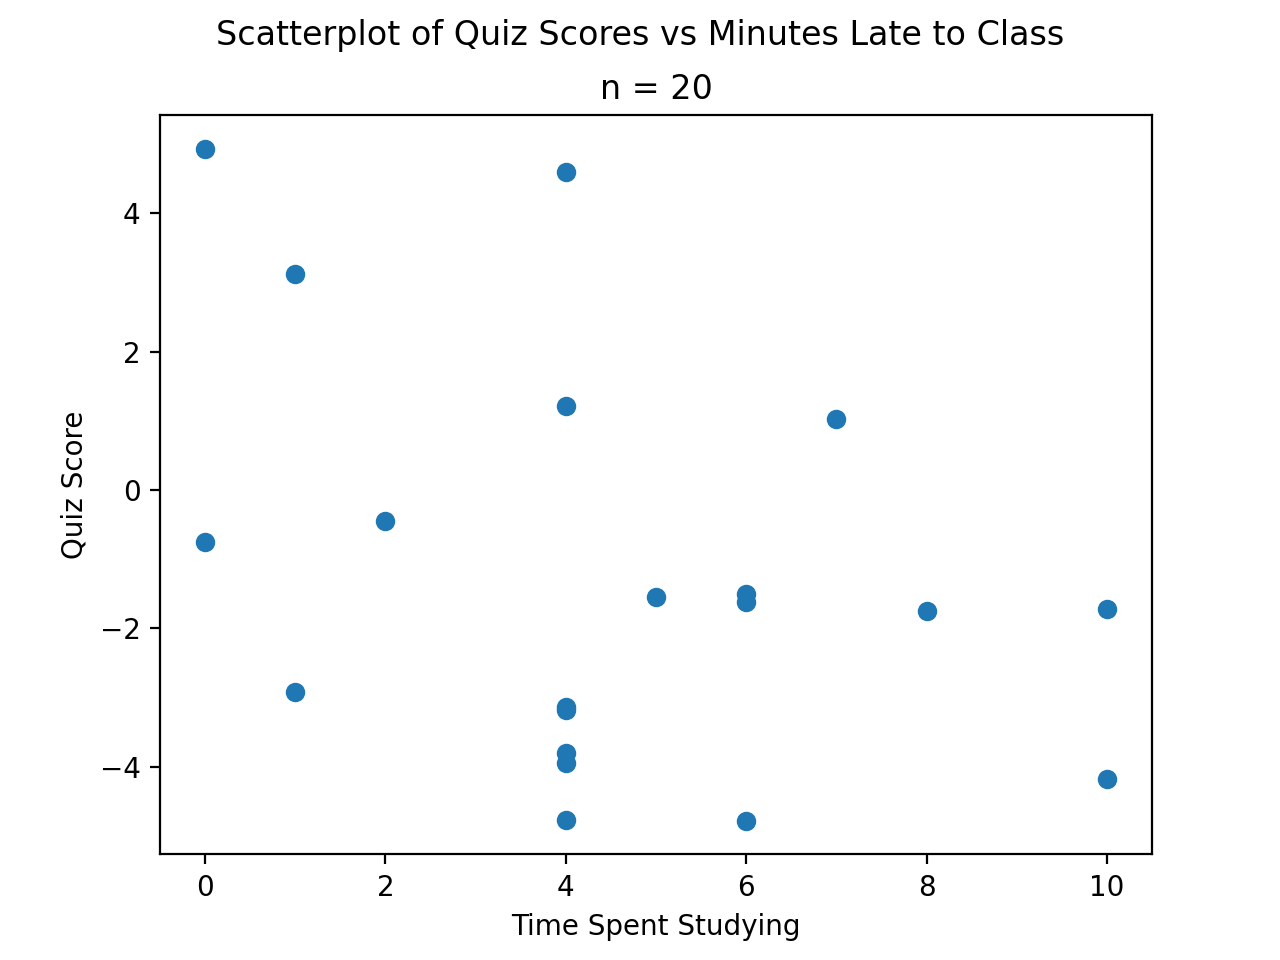 Scatterplot of Quiz Scores vs Minutes Late to Class
n = 20
4
2
0
−2
−4
Quiz Score
0 2 4 6 8 10
Time Spent Studying